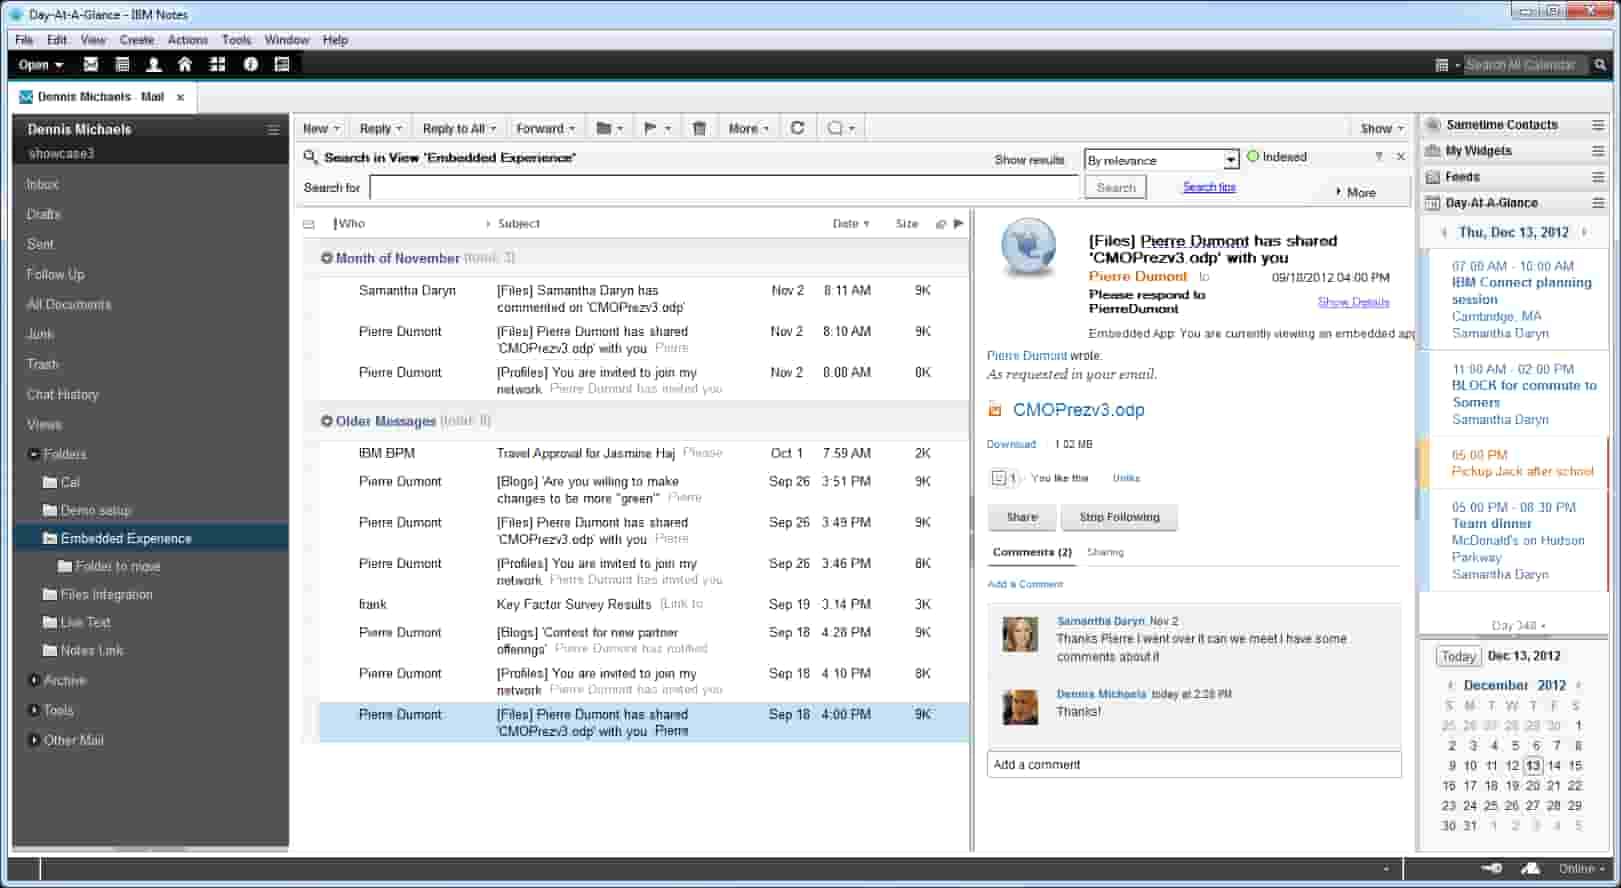 Day-At-A-Glance - IBM Notes
File Edit View Create Actions Tools Window Help
Open
Search All Calendar
Dennis Michaels - Mail
Dennis Michaels
showcase3
Inbox
Drafts
Sent
Follow Up
All Documents
Junk
Trash
Chat History
Views
Folders
Cal
Demo setup
Embedded Experience
Folder to move
Files Integration
Live Text
Notes Link
Archive
Tools
Other Mail
New Reply Reply to All Forward More Show
Search in View 'Embedded Experience'
Show results By relevance Indexed ?
Search for Search Search tips More
!Who Subject Date Size
Month of November (total: 3)
Samantha Daryn [Files] Samantha Daryn has Nov 2 8:11 AM 9K
commented on 'CMOPrezv3.odp'
Pierre Dumont [Files] Pierre Dumont has shared Nov 2 8:10 AM 9K
'CMOPrezv3.odp' with you Pierre
Pierre Dumont [Profiles] You are invited to join my Nov 2 8:08 AM 8K
network Pierre Dumont has invited you
Older Messages (total: 8)
IBM BPM Travel Approval for Jasmine Haj Please Oct 1 7:59 AM 2K
Pierre Dumont [Blogs] 'Are you willing to make Sep 26 3:51 PM 9K
changes to be more "green"' Pierre
Pierre Dumont [Files] Pierre Dumont has shared Sep 26 3:49 PM 9K
'CMOPrezv3.odp' with you Pierre
Pierre Dumont [Profiles] You are invited to join my Sep 26 3:46 PM 8K
network Pierre Dumont has invited you
frank Key Factor Survey Results [Link to Sep 19 3:14 PM 3K
Pierre Dumont [Blogs] 'Contest for new partner Sep 18 4:28 PM 9K
offerings' Pierre Dumont has notified
Pierre Dumont [Profiles] You are invited to join my Sep 18 4:10 PM 8K
network Pierre Dumont has invited you
Pierre Dumont [Files] Pierre Dumont has shared Sep 18 4:00 PM 9K
'CMOPrezv3.odp' with you Pierre
[Files] Pierre Dumont has shared
'CMOPrezv3.odp' with you
Pierre Dumont to 09/18/2012 04:00 PM
Please respond to
PierreDumont
Show Details
Embedded App: You are currently viewing an embedded app
Pierre Dumont wrote:
As requested in your email.
CMOPrezv3.odp
Download 1.02 MB
1 You like this Unlike
Share Stop Following
Comments (2) Sharing
Add a Comment
Samantha Daryn Nov 2
Thanks Pierre I went over it can we meet I have some
comments about it
Dennis Michaels today at 2:28 PM
Thanks!
Add a comment
Sametime Contacts
My Widgets
Feeds
Day-At-A-Glance
Thu, Dec 13, 2012
07:00 AM - 10:00 AM
IBM Connect planning
session
Cambridge, MA
Samantha Daryn
11:00 AM - 02:00 PM
BLOCK for commute to
Somers
Samantha Daryn
05:00 PM
Pickup Jack after school
05:00 PM - 08:30 PM
Team dinner
McDonald's on Hudson
Parkway
Samantha Daryn
Day 348
Today Dec 13, 2012
December 2012
S M T W T F S
25 26 27 28 29 30 1
2 3 4 5 6 7 8
9 10 11 12 13 14 15
16 17 18 19 20 21 22
23 24 25 26 27 28 29
30 31 1 2 3 4 5
Online